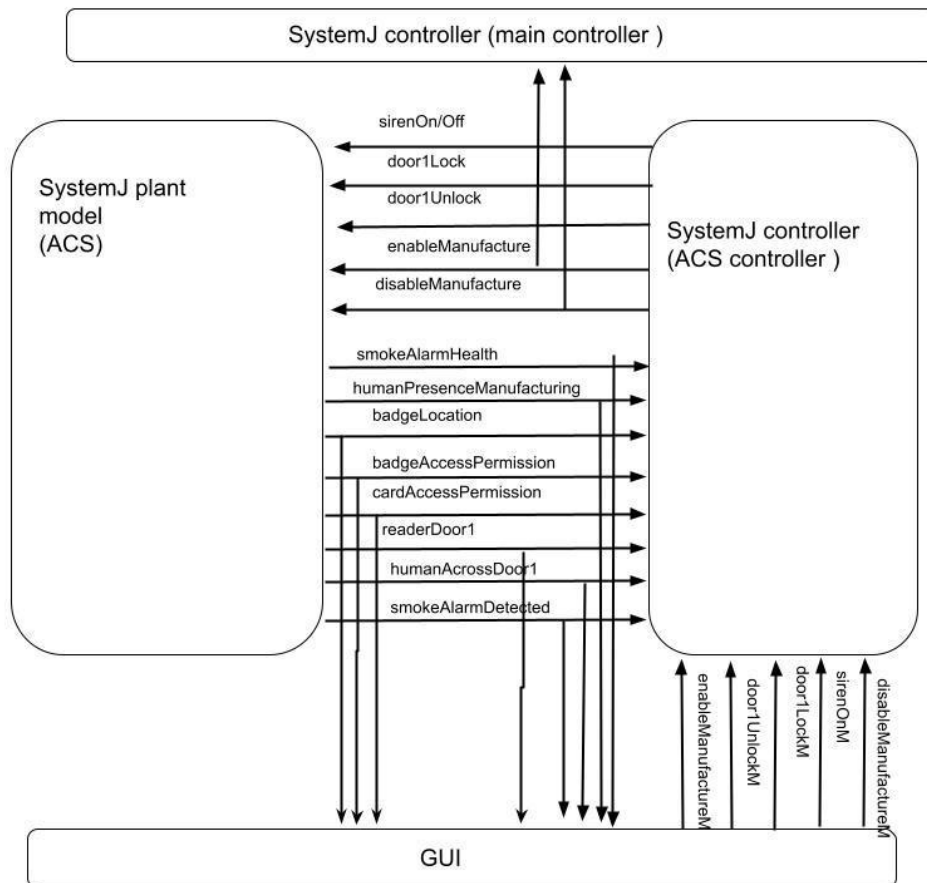 SystemJ controller (main controller )
sirenOn/Off
door1Lock
SystemJ plant
model
(ACS)
door1Unlock
SystemJ controller
(ACS controller )
enableManufacture
disableManufacture
smokeAlarmHealth
humanPresenceManufacturing
badgeLocation
badgeAccessPermission
cardAccessPermission
readerDoor1
humanAcrossDoor1
smokeAlarmDetected
enableManufactureM
door1UnlockM
door1LockM
sirenOnM
disableManufactureM
GUI